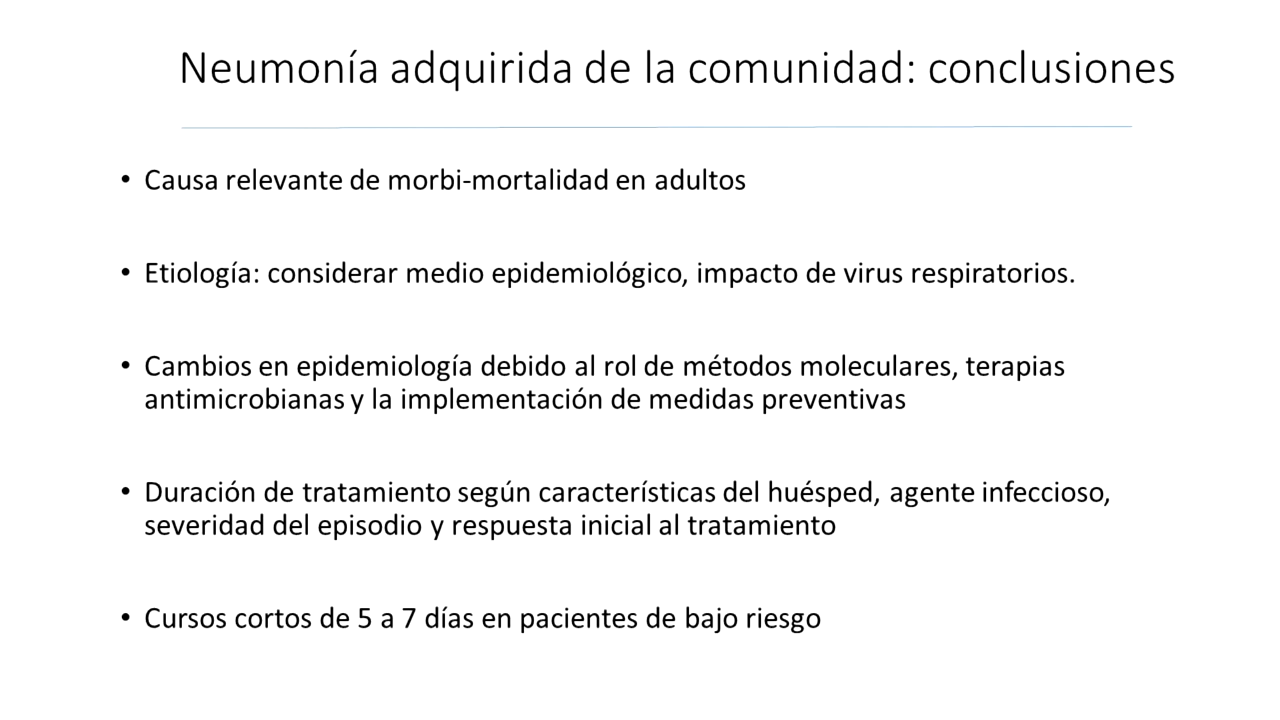 Neumonía adquirida de la comunidad: conclusiones
• Causa relevante de morbi-mortalidad en adultos
• Etiología: considerar medio epidemiológico, impacto de virus respiratorios.
• Cambios en epidemiología debido al rol de métodos moleculares, terapias
antimicrobianas y la implementación de medidas preventivas
• Duración de tratamiento según características del huésped, agente infeccioso,
severidad del episodio y respuesta inicial al tratamiento
• Cursos cortos de 5 a 7 días en pacientes de bajo riesgo